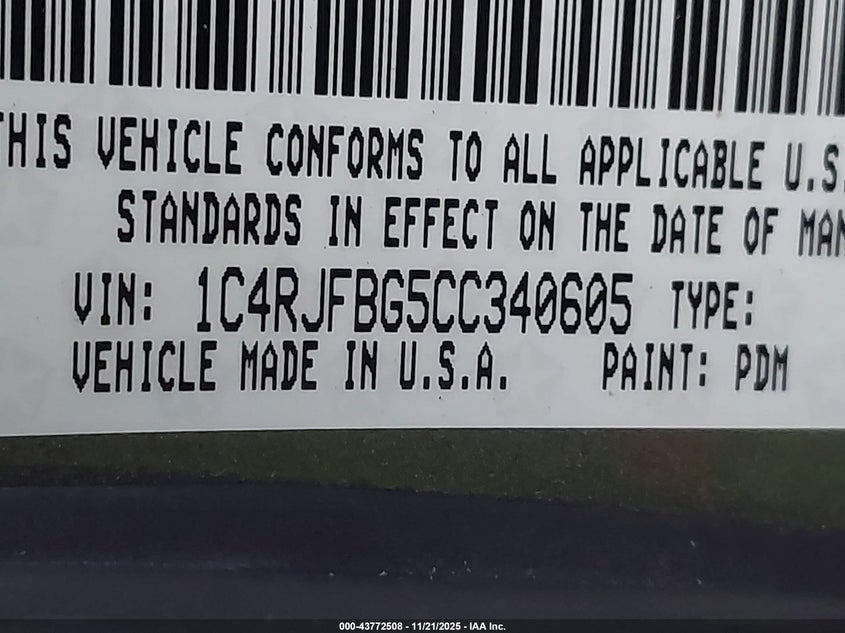 THIS VEHICLE CONFORMS TO ALL APPLICABLE U.S.
STANDARDS IN EFFECT ON THE DATE OF MAN
VIN: 1C4RJFBG5CC340605 TYPE:
VEHICLE MADE IN U.S.A. PAINT: PDM
000-43772508 - 11/21/2025 - IAA Inc.